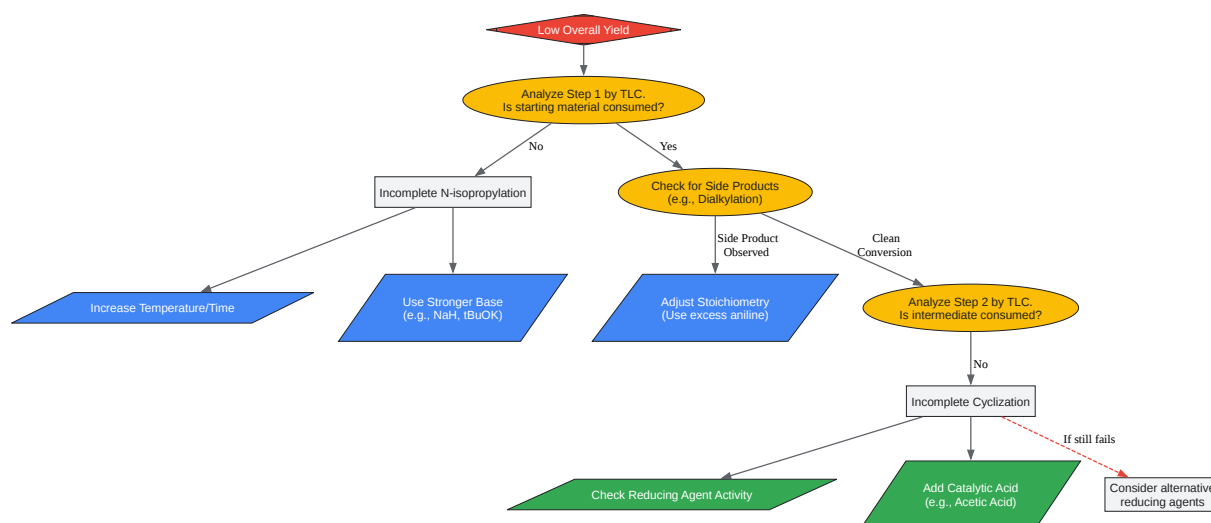 Low Overall Yield
Analyze Step 1 by TLC.
Is starting material consumed?
No
Yes
Incomplete N-isopropylation
Check for Side Products
(e.g., Dialkylation)
Side Product
Observed
Clean
Conversion
Increase Temperature/Time
Use Stronger Base
(e.g., NaH, tBuOK)
Adjust Stoichiometry
(Use excess aniline)
Analyze Step 2 by TLC.
Is intermediate consumed?
No
Incomplete Cyclization
If still fails
Check Reducing Agent Activity
Add Catalytic Acid
(e.g., Acetic Acid)
Consider alternative
reducing agents